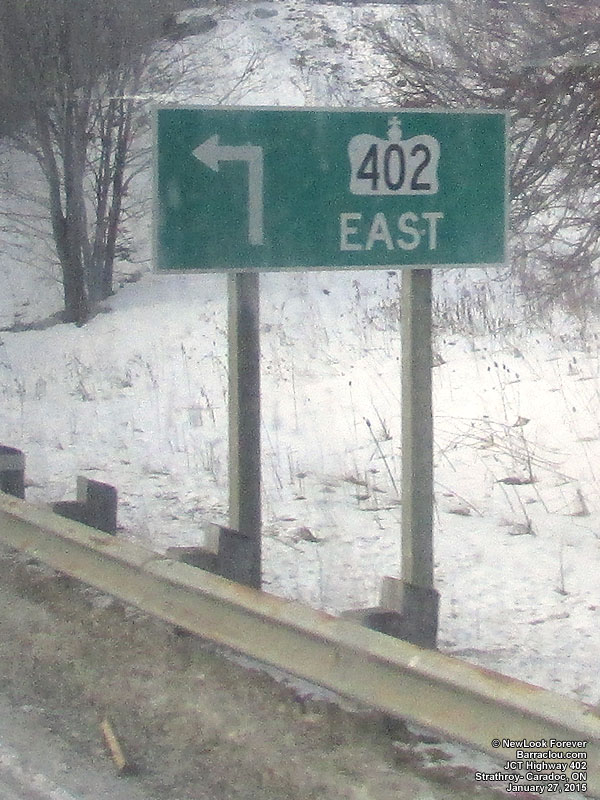 402
EAST
© NewLook Forever
Barraclou.com
JCT Highway 402
Strathroy- Caradoc, ON
January 27, 2015